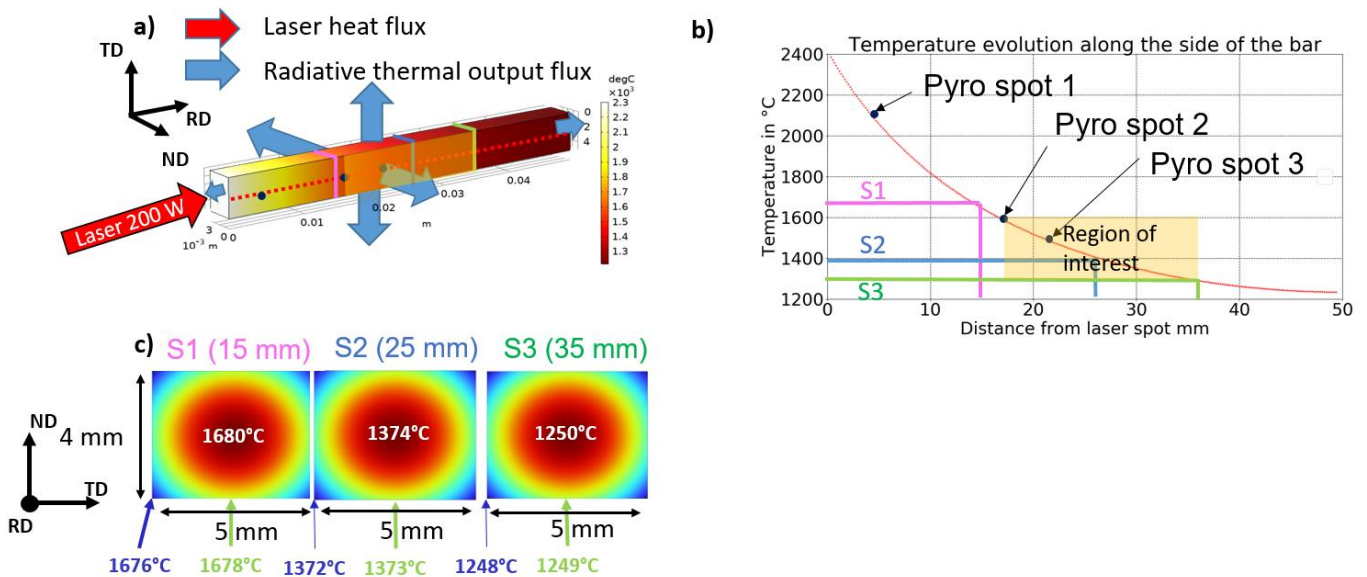 a)
Laser heat flux
Radiative thermal output flux
TD
RD
ND
degC
×10³
2.3
2.2
2.1
2
1.9
1.8
1.7
1.6
1.5
1.4
1.3
0
2
4
0.04
0.03
0.02
m
0.01
0
3
0
10⁻³ m
Laser 200 W
b)
Temperature evolution along the side of the bar
2400
2200
2000
1800
1600
1400
1200
Temperature in °C
Pyro spot 1
Pyro spot 2
Pyro spot 3
S1
S2
S3
Region of
interest
0 10 20 30 40 50
Distance from laser spot mm
c)
S1 (15 mm) S2 (25 mm) S3 (35 mm)
ND
4 mm
TD
RD
1680°C 1374°C 1250°C
5 mm 5 mm 5 mm
1676°C 1678°C 1372°C 1373°C 1248°C 1249°C